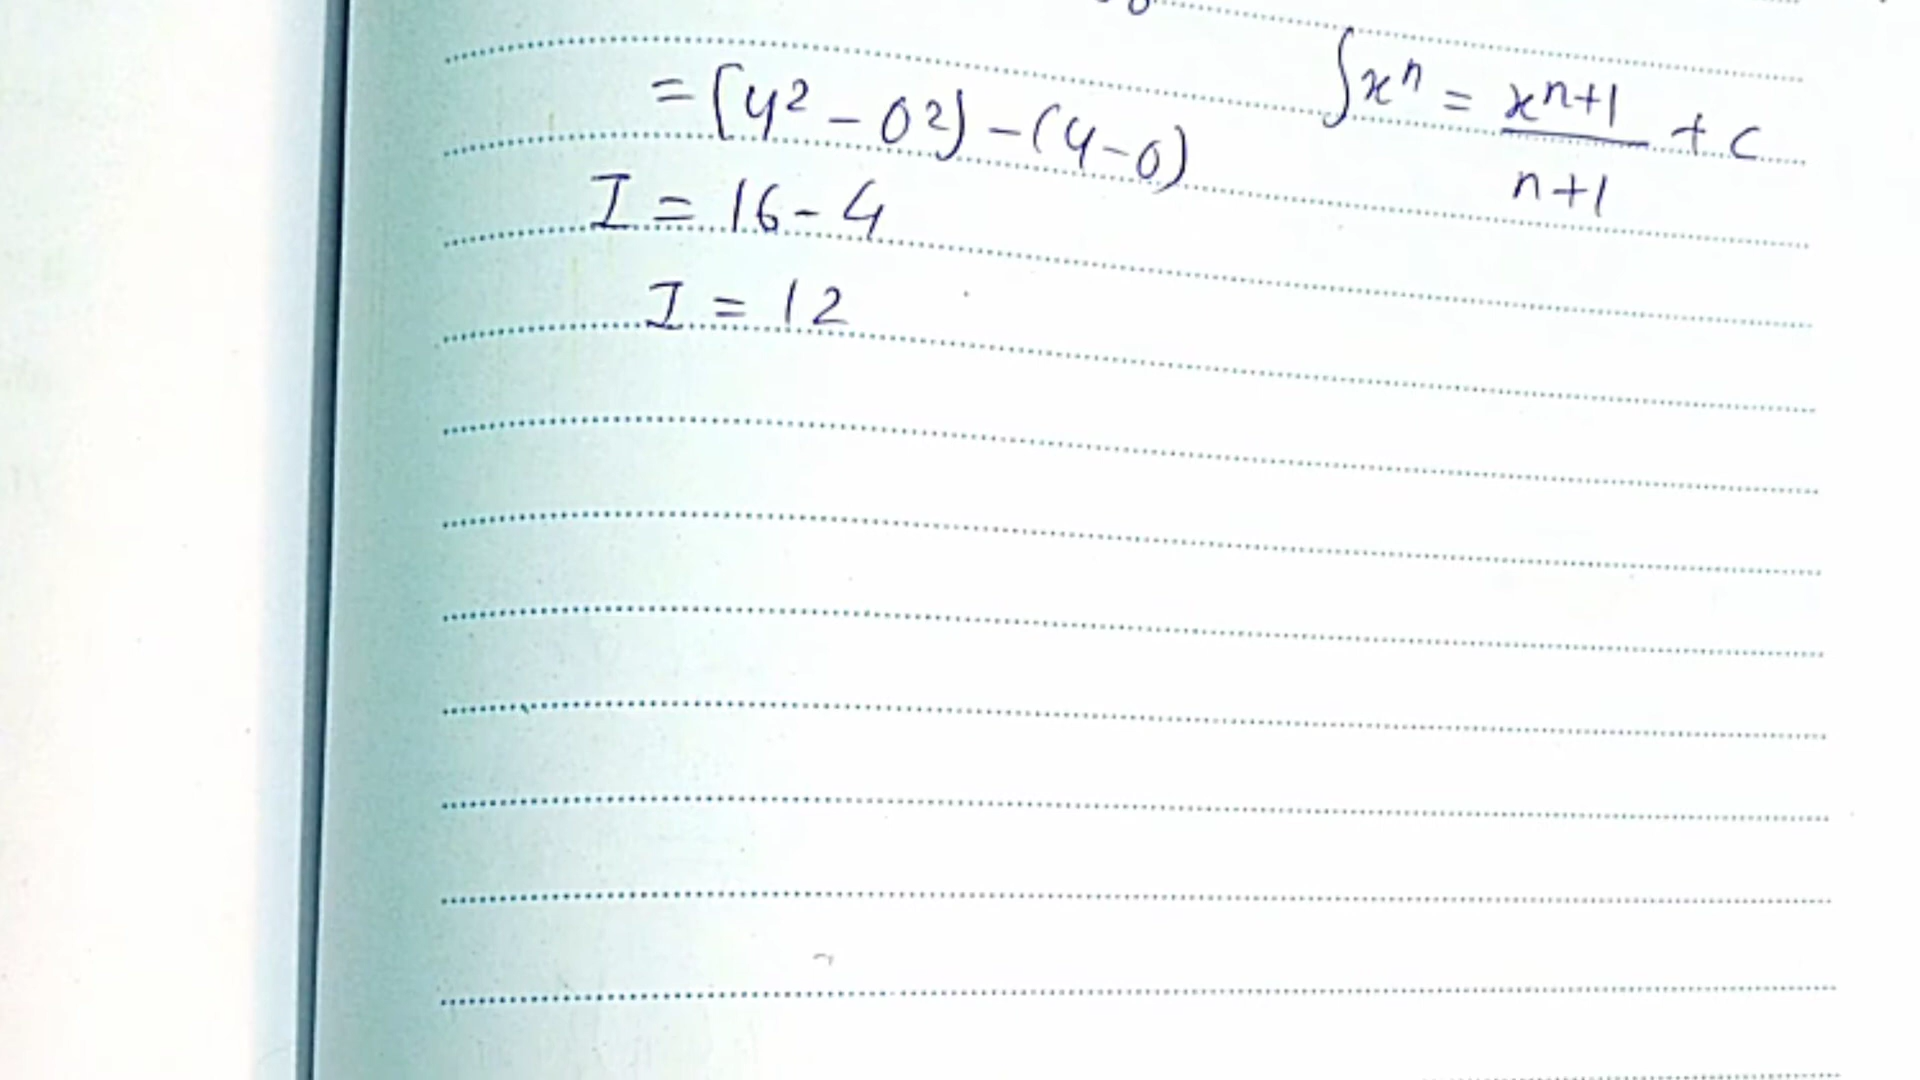 = (4² - 0²) - (4-0)
I = 16 - 4
I = 12
∫xⁿ = xⁿ⁺¹/n+1 + c